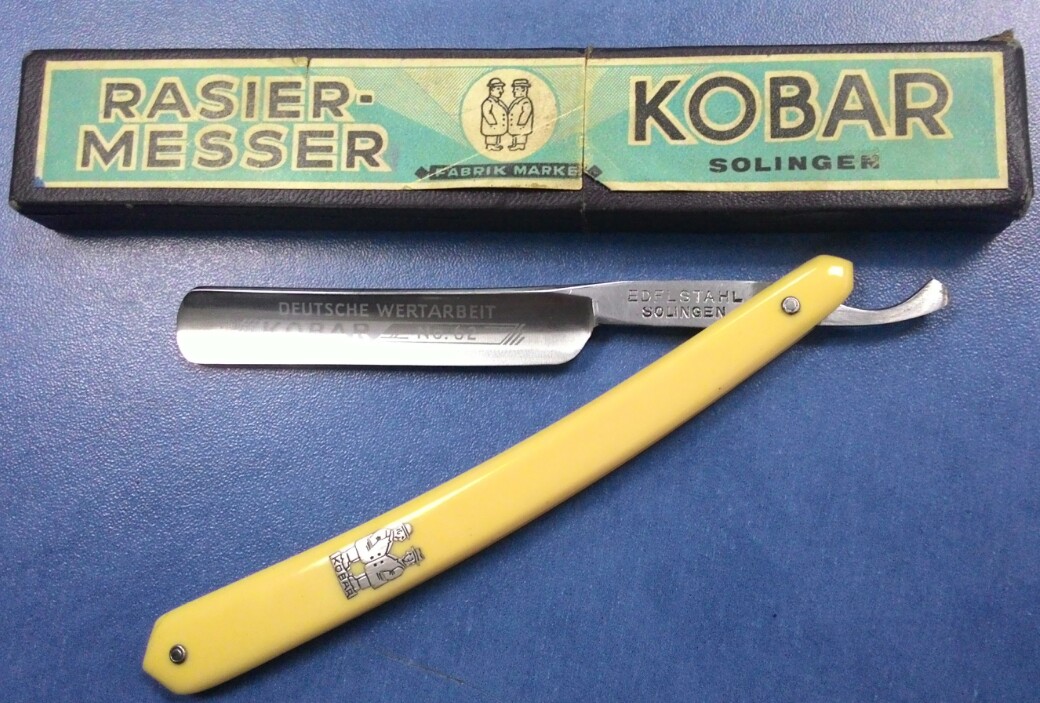 RASIER-
MESSER
FABRIK MARKE
KOBAR
SOLINGEN
DEUTSCHE WERTARBEIT
KOBAR No. 62
EDELSTAHL
SOLINGEN
KOBAR